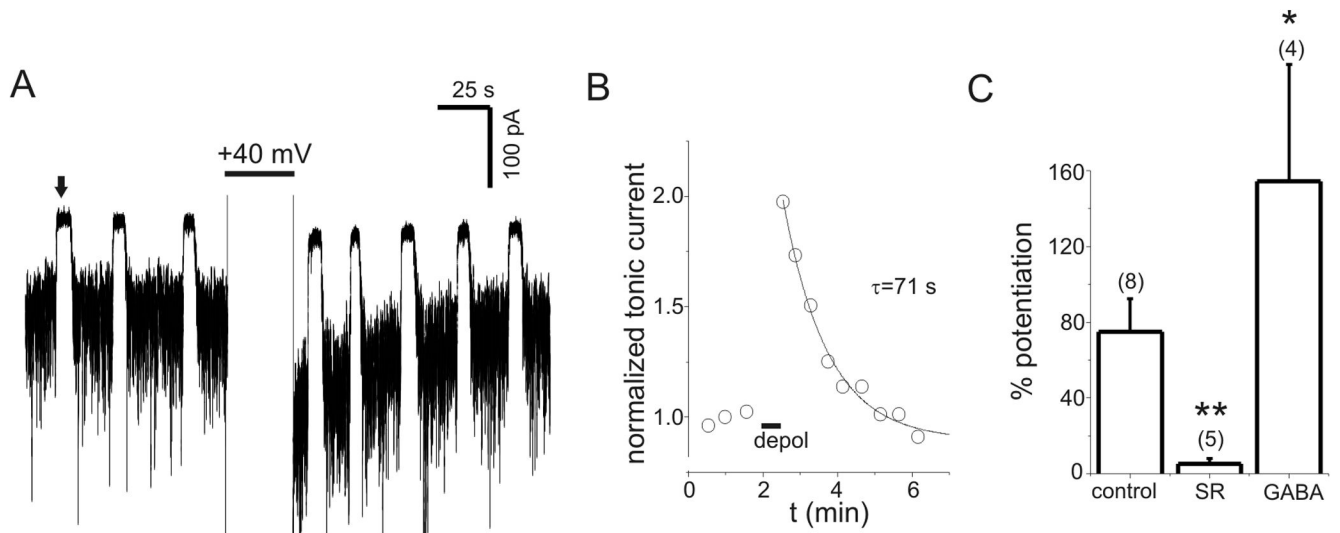 A
25 s
100 pA
+40 mV
B
normalized tonic current
2.0
1.5
1.0
τ=71 s
depol
0
2
4
6
t (min)
C
% potentiation
160
120
80
40
0
(8)
**
(5)
*
(4)
control
SR
GABA